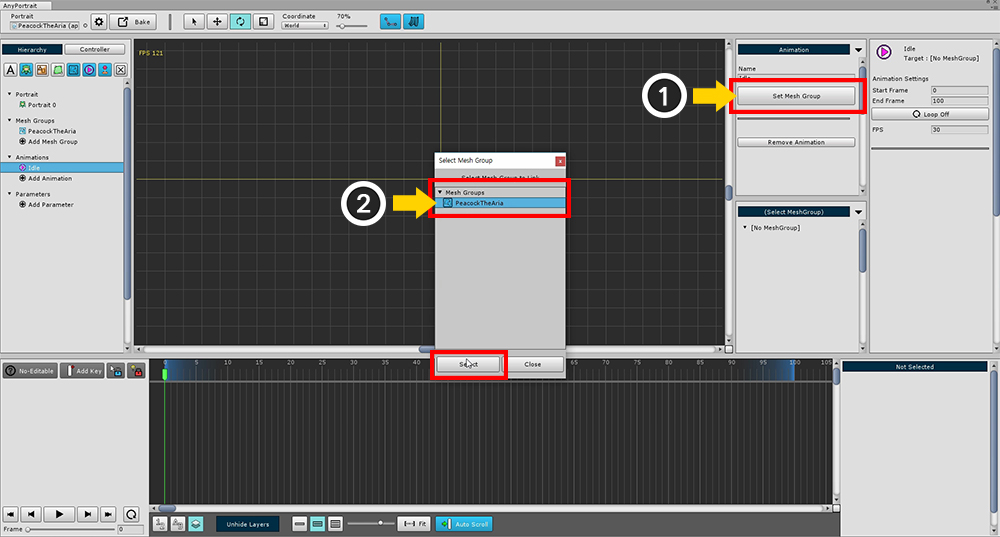 AnyPortrait
Portrait
PeacockTheAria (ap
Bake
Coordinate
World
70%
Hierarchy
Controller
Portrait
Portrait 0
Mesh Groups
PeacockTheAria
Add Mesh Group
Animations
Idle
Add Animation
Parameters
Add Parameter
FPS 121
Animation
Name
Idle
1
Set Mesh Group
Remove Animation
(Select MeshGroup)
[No MeshGroup]
Idle
Target : [No MeshGroup]
Animation Settings
Start Frame 0
End Frame 100
Loop Off
FPS 30
Select Mesh Group
Select Mesh Group to Link
2
Mesh Groups
PeacockTheAria
Select
Close
No-Editable
Add Key
0 5 10 15 20 25 30 35 40 65 70 75 80 85 90 95 100 105
Not Selected
Frame
0
Unhide Layers
Fit
Auto Scroll